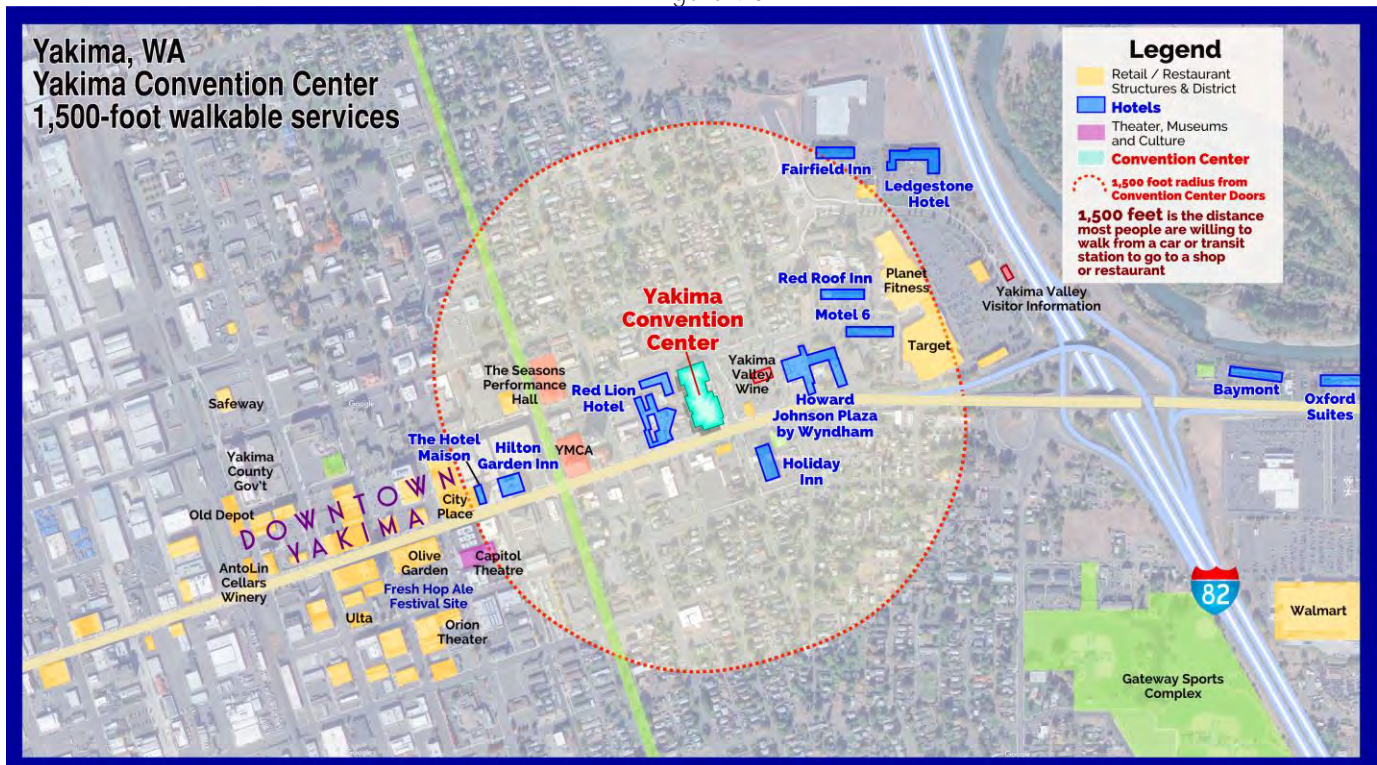 Yakima, WA
Yakima Convention Center
1,500-foot walkable services
Legend
Retail / Restaurant
Structures & District
Hotels
Theater, Museums
and Culture
Convention Center
1,500 foot radius from
Convention Center Doors
1,500 feet is the distance
most people are willing to
walk from a car or transit
station to go to a shop
or restaurant
Fairfield Inn
Ledgestone
Hotel
Red Roof Inn
Planet
Fitness
Yakima Valley
Visitor Information
Motel 6
Target
Yakima
Convention
Center
Yakima
Valley
Wine
The Seasons
Performance
Hall
Red Lion
Hotel
Howard
Johnson Plaza
by Wyndham
Baymont
Oxford
Suites
Safeway
Google
The Hotel
Maison
Hilton
Garden Inn
YMCA
Holiday
Inn
Yakima
County
Gov't
Old Depot
DOWNTOWN
YAKIMA
City
Place
AntoLin
Cellars
Winery
Olive
Garden
Capitol
Theatre
Fresh Hop Ale
Festival Site
Ulta
Orion
Theater
82
Walmart
Gateway Sports
Complex
Google